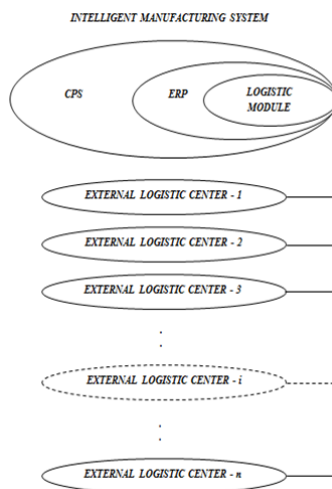 INTELLIGENT MANUFACTURING SYSTEM
CPS
ERP
LOGISTIC
MODULE
EXTERNAL LOGISTIC CENTER - 1
EXTERNAL LOGISTIC CENTER - 2
EXTERNAL LOGISTIC CENTER - 3
:
EXTERNAL LOGISTIC CENTER - i
:
EXTERNAL LOGISTIC CENTER - n